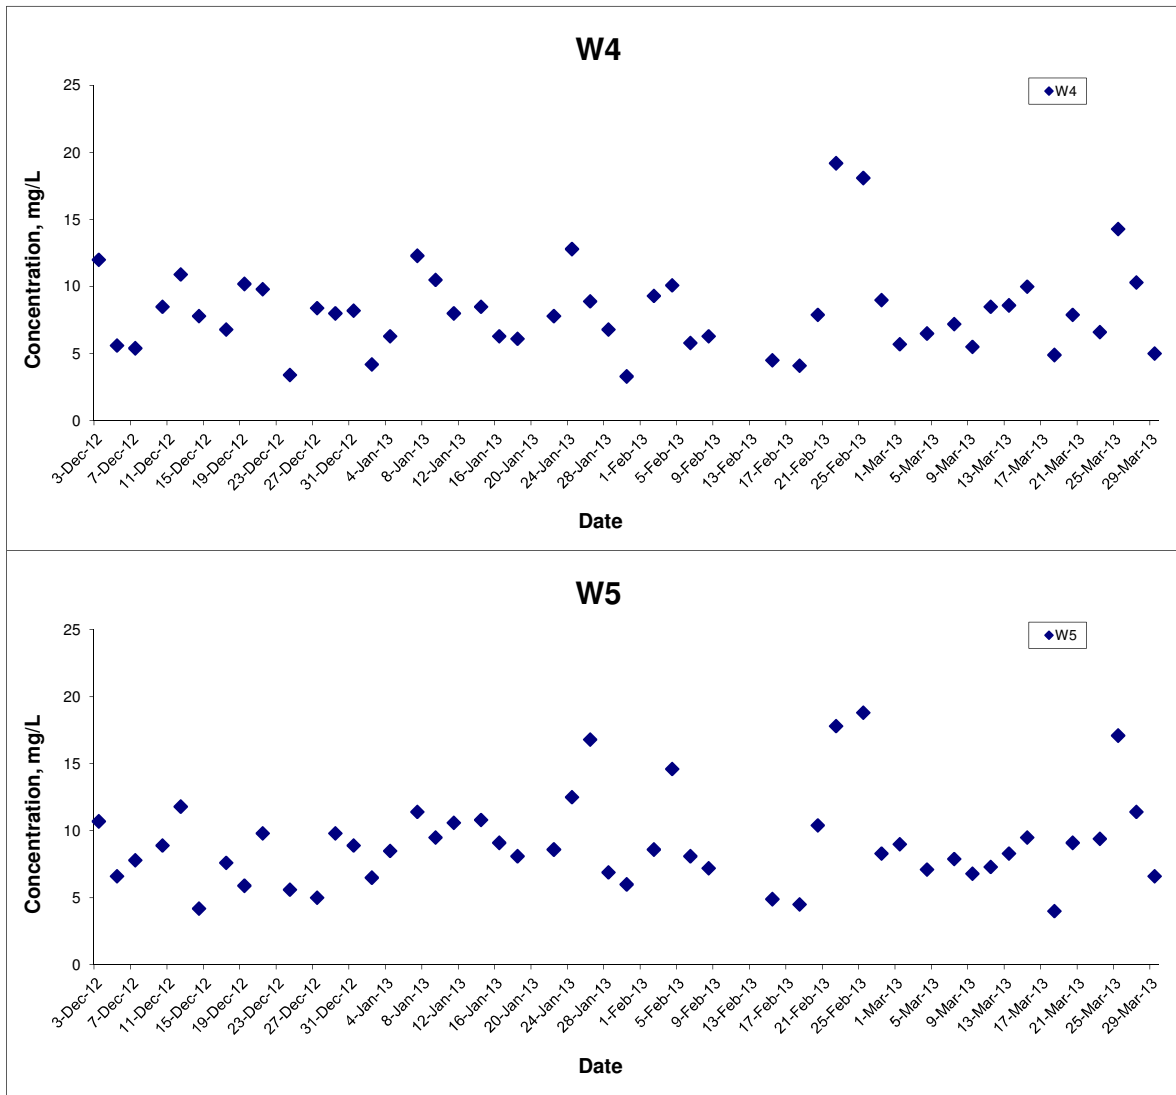 W4
W4
Concentration, mg/L
25
20
15
10
5
0
3-Dec-12
7-Dec-12
11-Dec-12
15-Dec-12
19-Dec-12
23-Dec-12
27-Dec-12
31-Dec-12
4-Jan-13
8-Jan-13
12-Jan-13
16-Jan-13
20-Jan-13
24-Jan-13
28-Jan-13
1-Feb-13
5-Feb-13
9-Feb-13
13-Feb-13
17-Feb-13
21-Feb-13
25-Feb-13
1-Mar-13
5-Mar-13
9-Mar-13
13-Mar-13
17-Mar-13
21-Mar-13
25-Mar-13
29-Mar-13
Date
W5
W5
Concentration, mg/L
25
20
15
10
5
0
3-Dec-12
7-Dec-12
11-Dec-12
15-Dec-12
19-Dec-12
23-Dec-12
27-Dec-12
31-Dec-12
4-Jan-13
8-Jan-13
12-Jan-13
16-Jan-13
20-Jan-13
24-Jan-13
28-Jan-13
1-Feb-13
5-Feb-13
9-Feb-13
13-Feb-13
17-Feb-13
21-Feb-13
25-Feb-13
1-Mar-13
5-Mar-13
9-Mar-13
13-Mar-13
17-Mar-13
21-Mar-13
25-Mar-13
29-Mar-13
Date